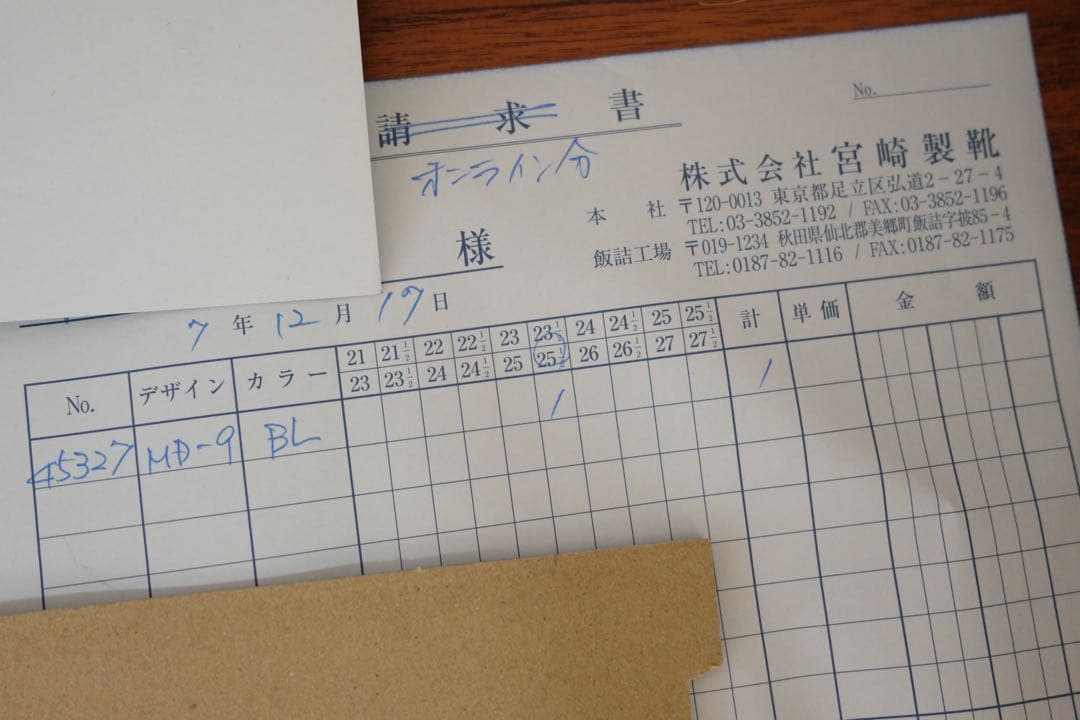 請求書
No.
オンライン分
株式会社宮崎製靴
本社 〒120-0013 東京都足立区弘道2-27-4
TEL:03-3852-1192 / FAX:03-3852-1196
飯詰工場 〒019-1234 秋田県仙北郡美郷町飯詰字披85-4
TEL:0187-82-1116 / FAX:0187-82-1175
様
7年12月19日
No. デザイン カラー 21 21½ 22 22½ 23 23½ 24 24½ 25 25½ 計 単価 金額
23 23½ 24 24½ 25 25½ 26 26½ 27 27½
45327 MD-9 BL 1 1